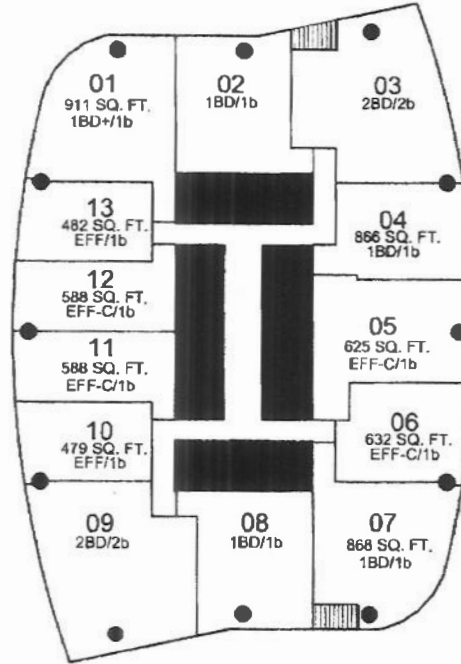 01
911 SQ. FT.
1BD+/1b
02
1BD/1b
03
2BD/2b
13
482 SQ. FT.
EFF/1b
04
866 SQ. FT.
1BD/1b
12
588 SQ. FT.
EFF-C/1b
05
625 SQ. FT.
EFF-C/1b
11
588 SQ. FT.
EFF-C/1b
06
632 SQ. FT.
EFF-C/1b
10
479 SQ. FT.
EFF/1b
09
2BD/2b
08
1BD/1b
07
868 SQ. FT.
1BD/1b